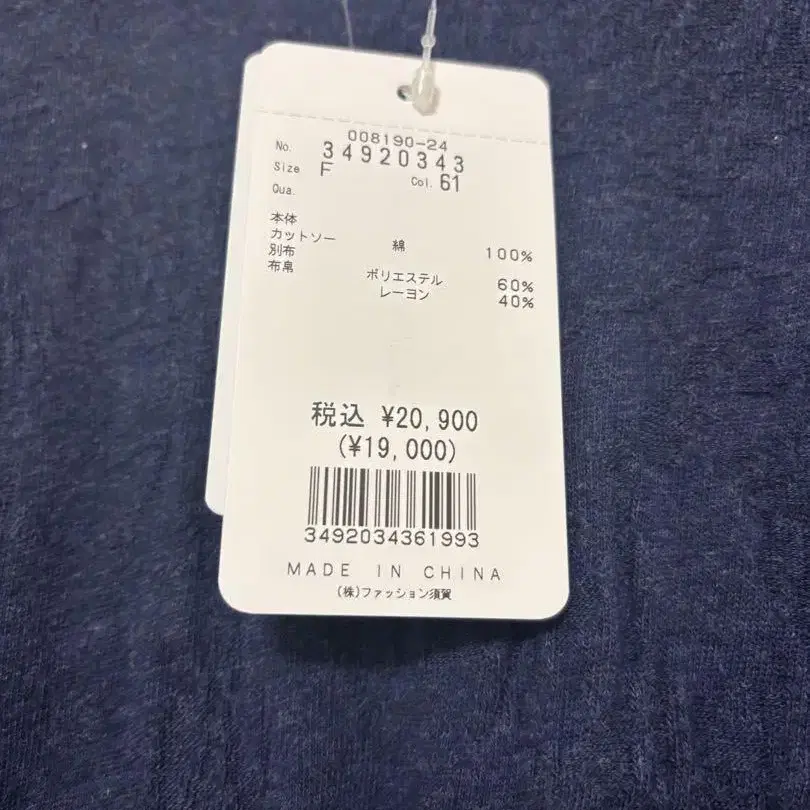 008190-24
No. 34920343
Size F Col. 61
Qua.
本体
カットソー 綿 100%
別布
布帛 ポリエステル 60%
レーヨン 40%
税込 ¥20,900
(¥19,000)
3492034361993
MADE IN CHINA
(株)ファッション須賀